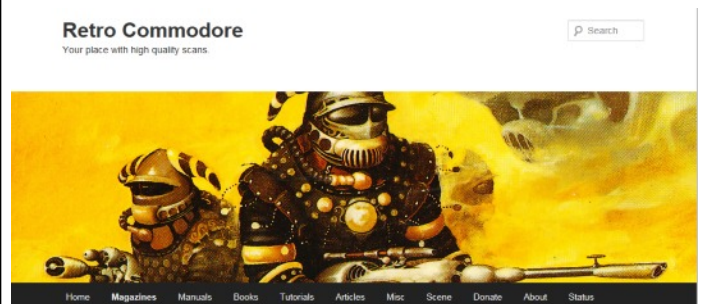 Retro Commodore
Search
Your place with high quality scans.
Home Magazines Manuals Books Tutorials Articles Misc Scene Donate About Status